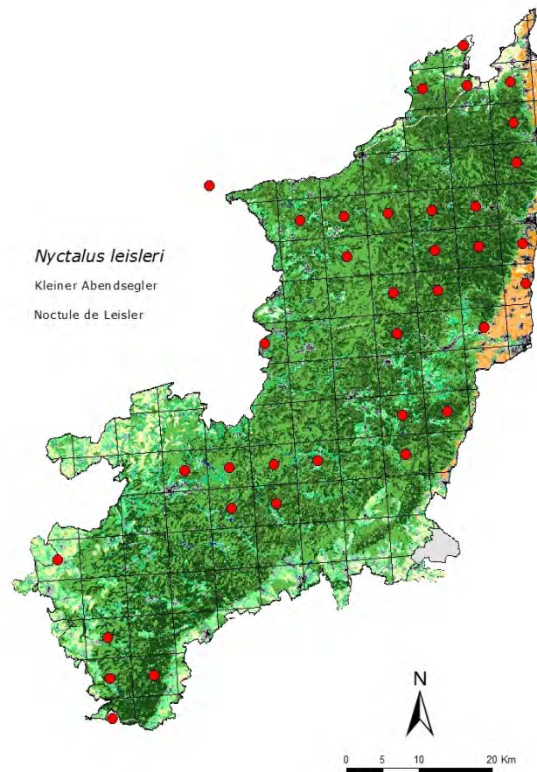 Nyctalus leisleri
Kleiner Abendsegler
Noctule de Leisler
N
0 5 10 20 Km